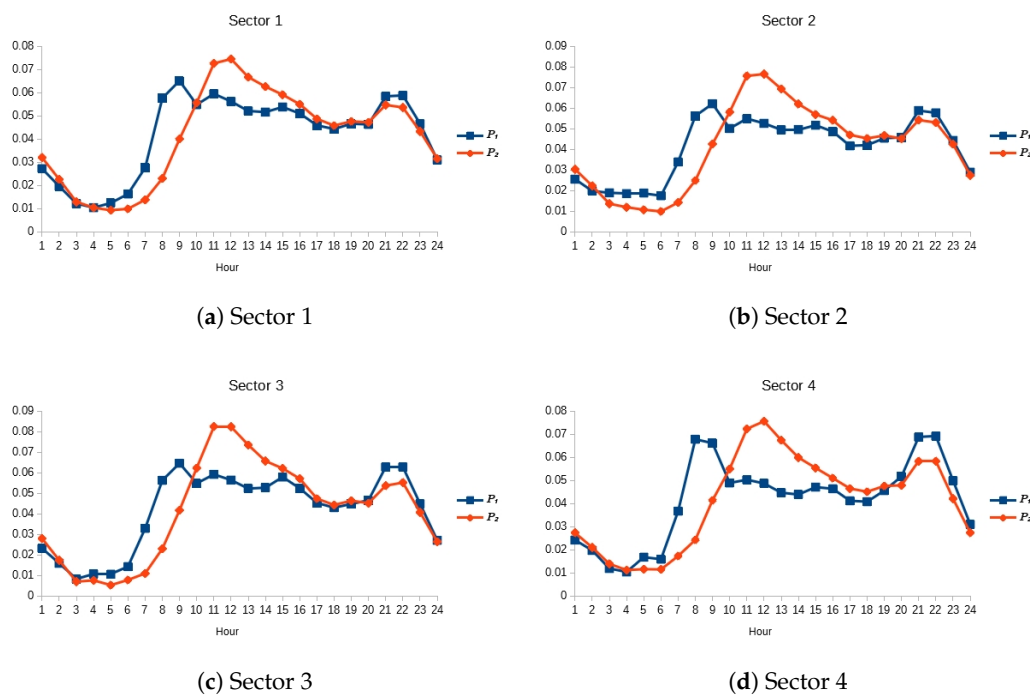 Sector 1
0.08
0.07
0.06
0.05
0.04
0.03
0.02
0.01
0
P₁
P₂
1 2 3 4 5 6 7 8 9 10 11 12 13 14 15 16 17 18 19 20 21 22 23 24
Hour
(a) Sector 1
Sector 2
0.09
0.08
0.07
0.06
0.05
0.04
0.03
0.02
0.01
0
P₁
P₂
1 2 3 4 5 6 7 8 9 10 11 12 13 14 15 16 17 18 19 20 21 22 23 24
Hour
(b) Sector 2
Sector 3
0.09
0.08
0.07
0.06
0.05
0.04
0.03
0.02
0.01
0
P₁
P₂
1 2 3 4 5 6 7 8 9 10 11 12 13 14 15 16 17 18 19 20 21 22 23 24
Hour
(c) Sector 3
Sector 4
0.08
0.07
0.06
0.05
0.04
0.03
0.02
0.01
0
P₁
P₂
1 2 3 4 5 6 7 8 9 10 11 12 13 14 15 16 17 18 19 20 21 22 23 24
Hour
(d) Sector 4